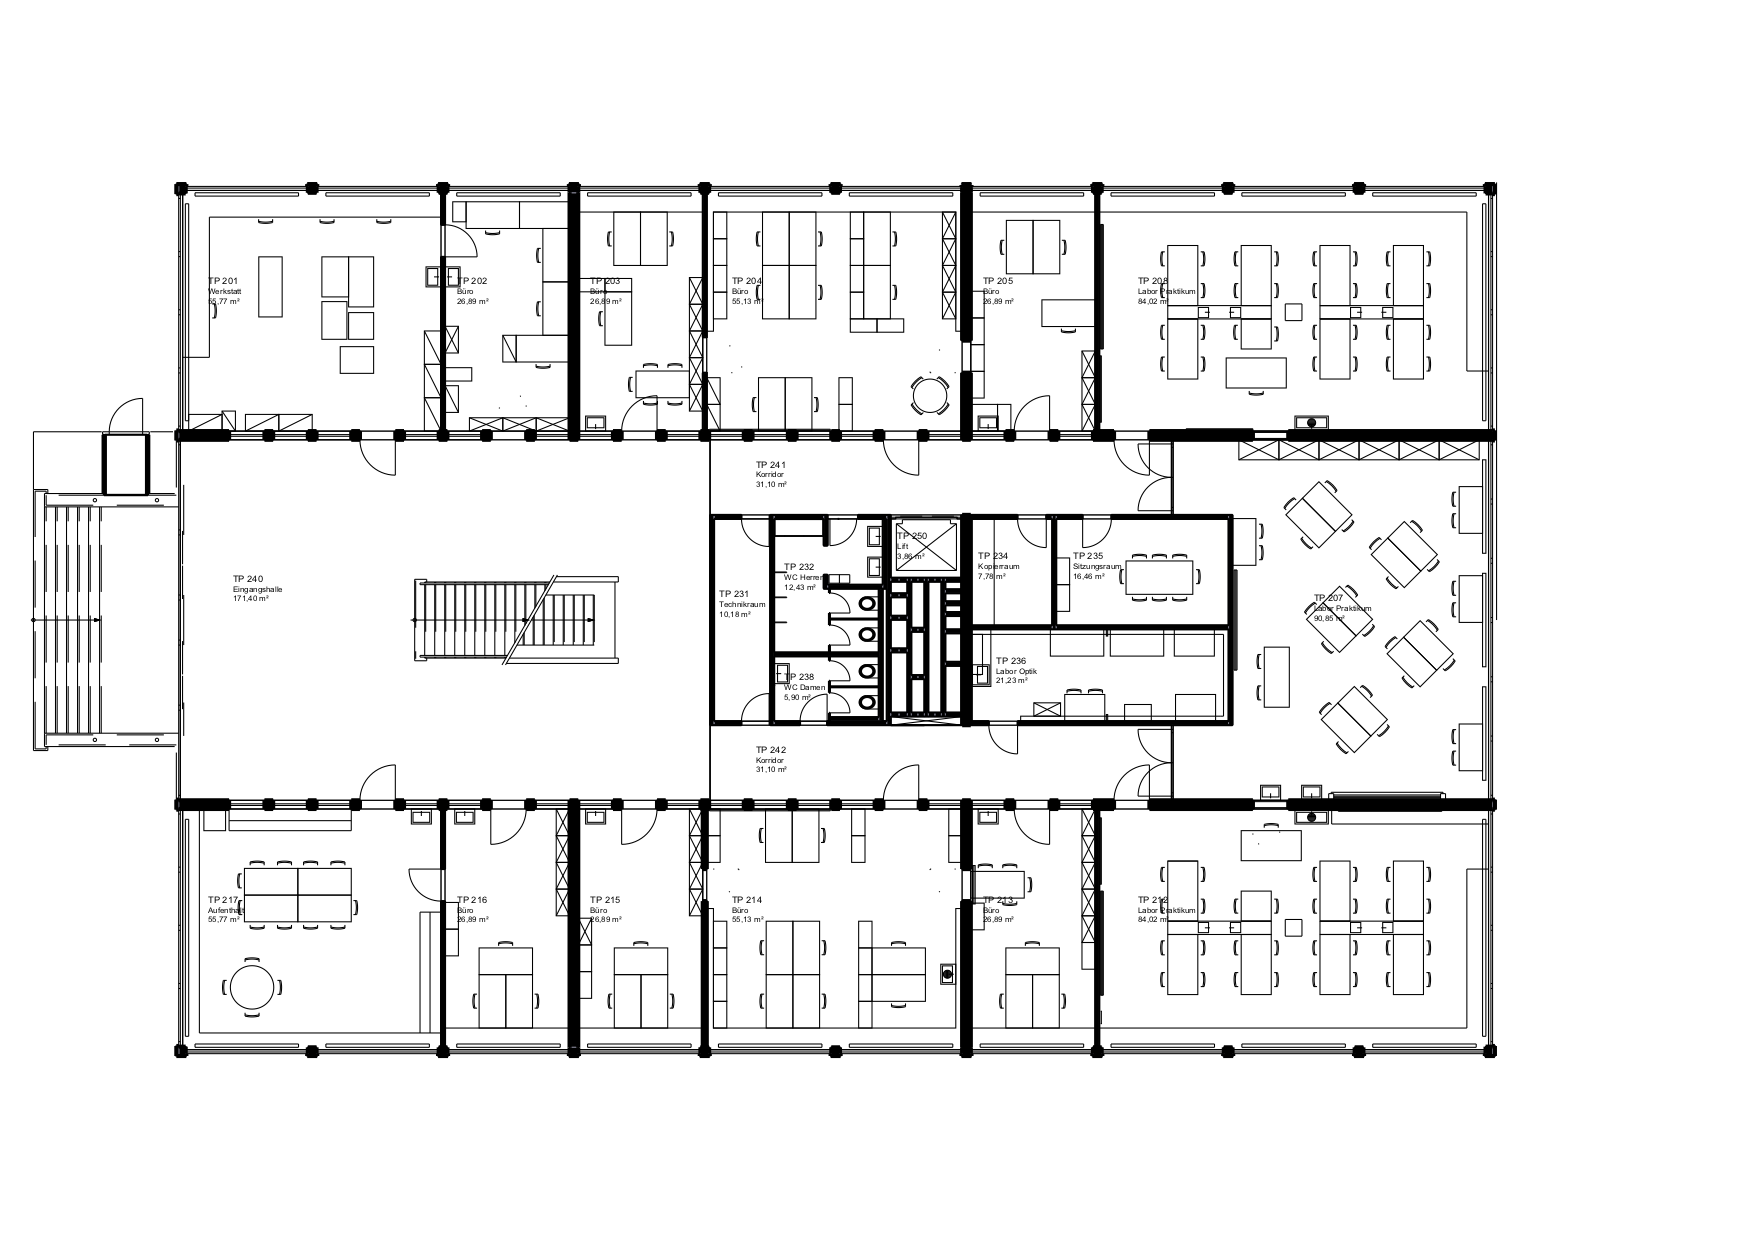 TP 201
Werkstatt
55,77 m²
TP 202
Büro
26,89 m²
TP 203
Büro
26,89 m²
TP 204
Büro
55,13 m²
TP 205
Büro
26,89 m²
TP 208
Labor Praktikum
84,02 m²
TP 241
Korridor
31,10 m²
TP 240
Eingangshalle
171,40 m²
TP 231
Technikraum
10,18 m²
TP 232
WC Herren
12,43 m²
TP 250
Lift
3,86 m²
TP 234
Kopierraum
7,78 m²
TP 235
Sitzungsraum
16,46 m²
TP 207
Labor Praktikum
90,85 m²
TP 238
WC Damen
5,90 m²
TP 236
Labor Optik
21,23 m²
TP 242
Korridor
31,10 m²
TP 217
Aufenthalt
55,77 m²
TP 216
Büro
26,89 m²
TP 215
Büro
26,89 m²
TP 214
Büro
55,13 m²
TP 213
Büro
26,89 m²
TP 212
Labor Praktikum
84,02 m²